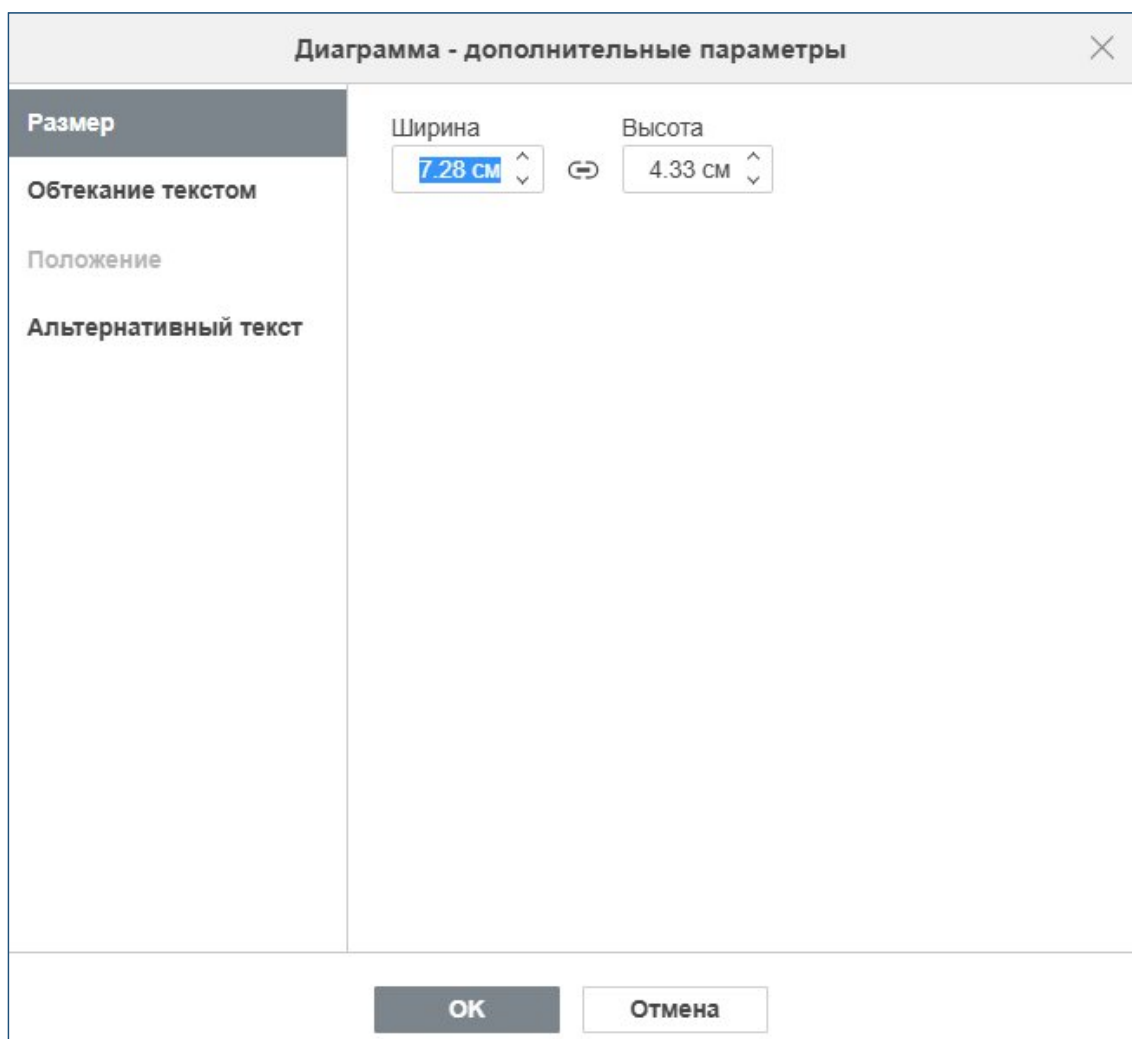 Диаграмма - дополнительные параметры
Размер
Обтекание текстом
Положение
Альтернативный текст
Ширина Высота
7.28 см 4.33 см
OK Отмена